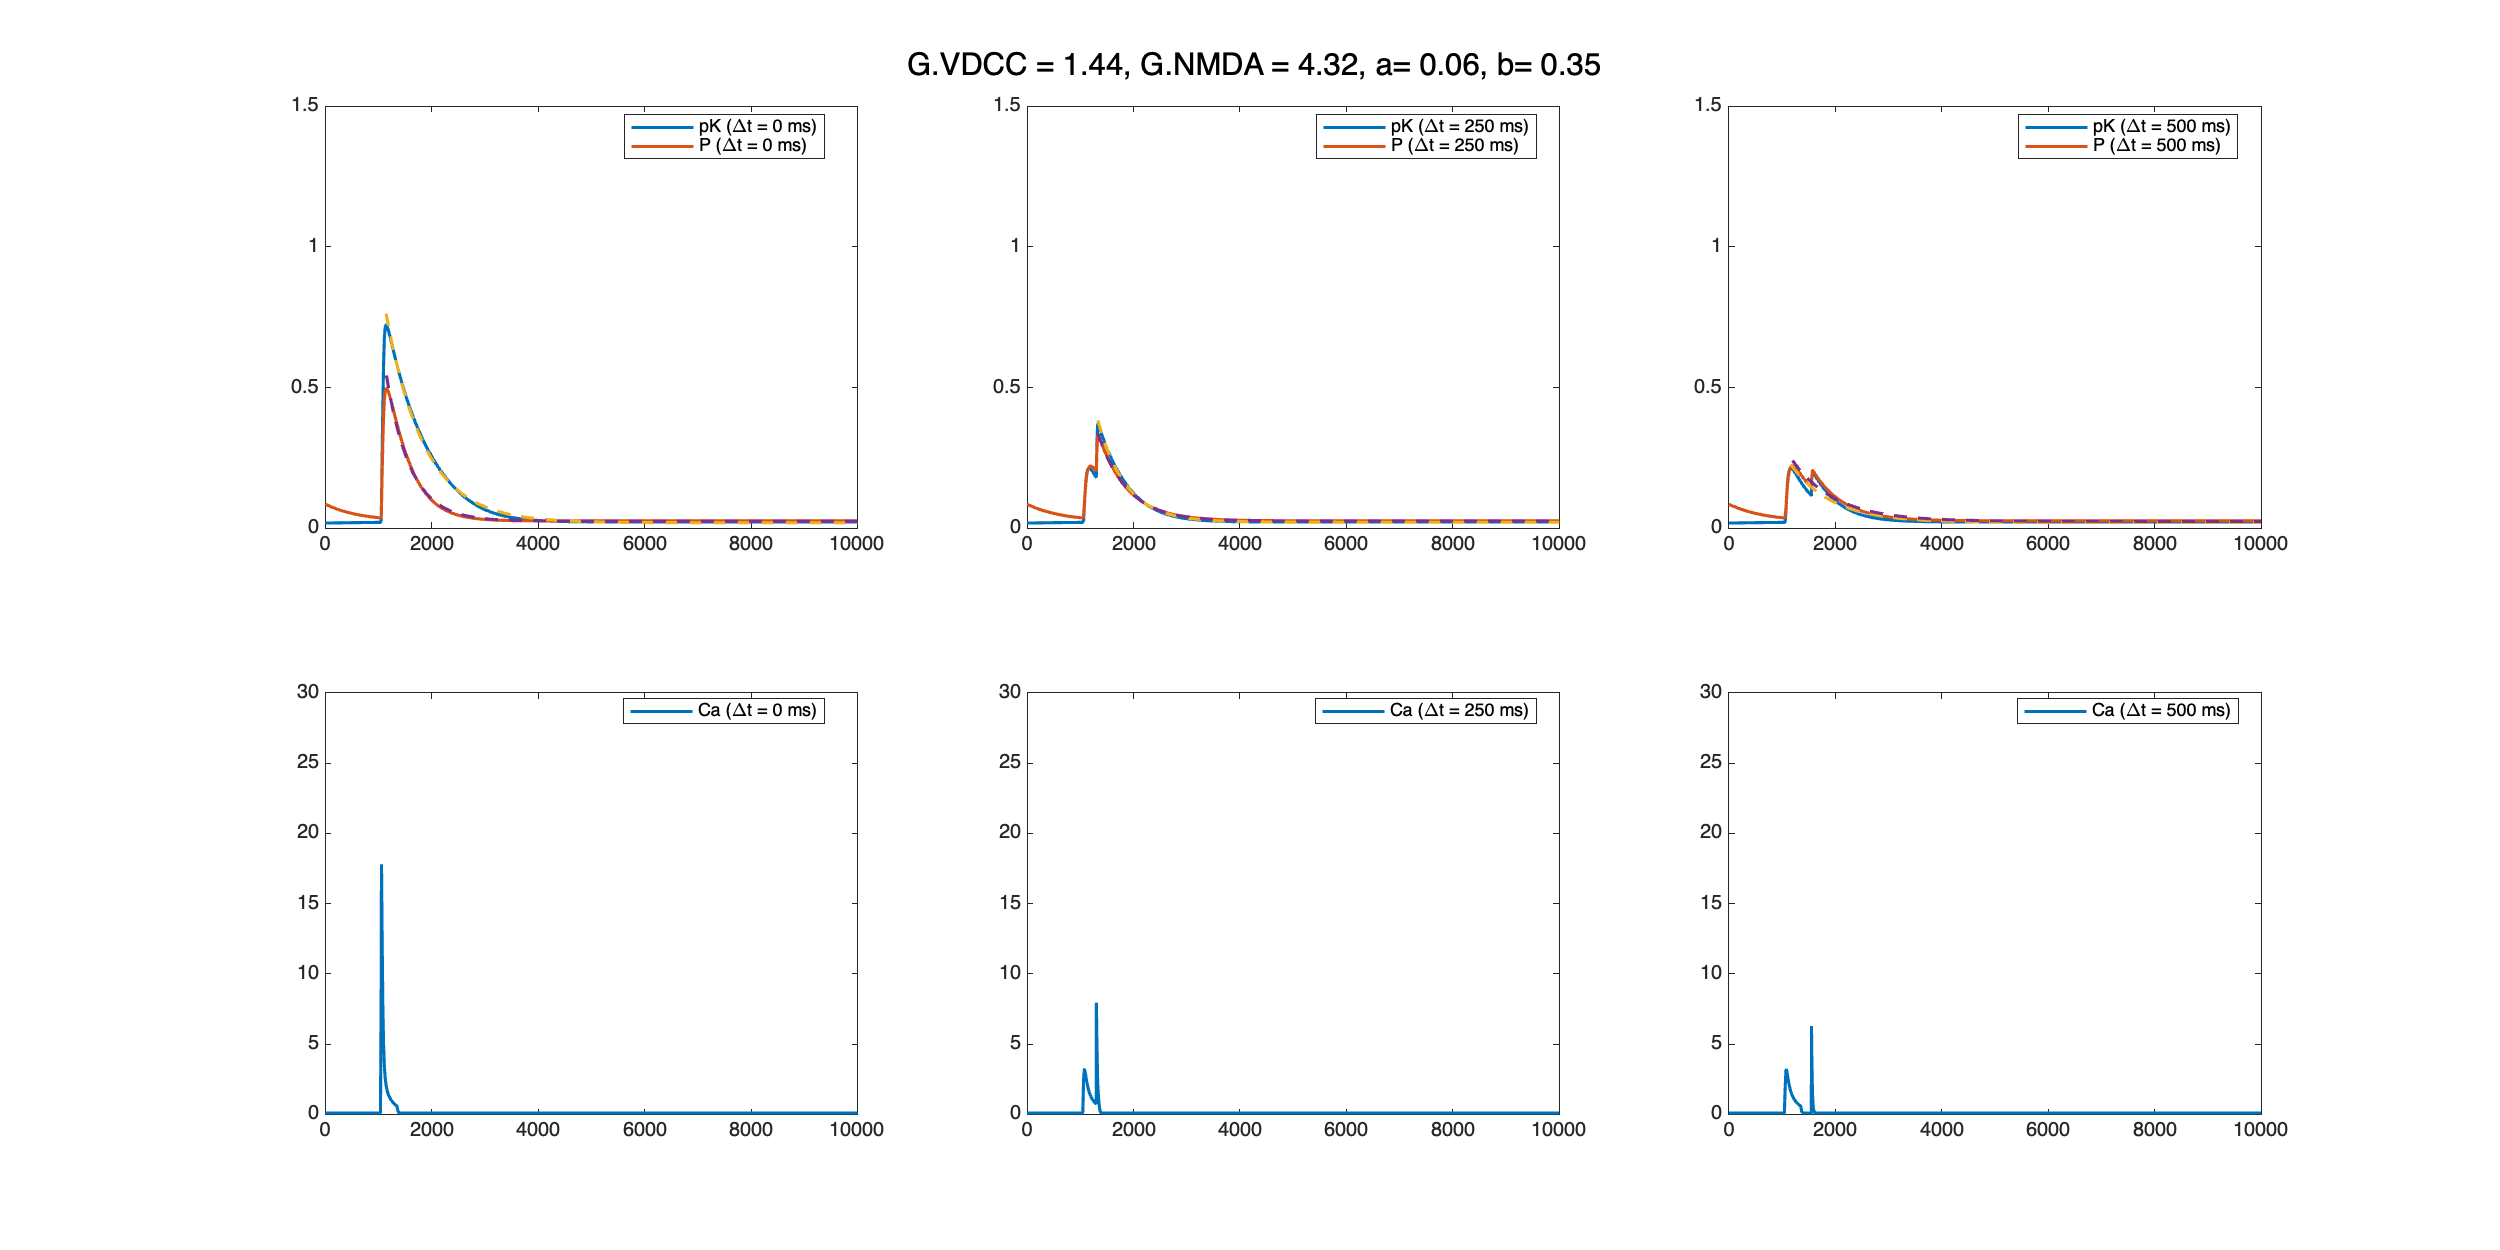 G.VDCC = 1.44, G.NMDA = 4.32, a= 0.06, b= 0.35
1.5
1
0.5
0
0 2000 4000 6000 8000 10000
pK (Δt = 0 ms)
P (Δt = 0 ms)
1.5
1
0.5
0
0 2000 4000 6000 8000 10000
pK (Δt = 250 ms)
P (Δt = 250 ms)
1.5
1
0.5
0
0 2000 4000 6000 8000 10000
pK (Δt = 500 ms)
P (Δt = 500 ms)
30
25
20
15
10
5
0
0 2000 4000 6000 8000 10000
Ca (Δt = 0 ms)
30
25
20
15
10
5
0
0 2000 4000 6000 8000 10000
Ca (Δt = 250 ms)
30
25
20
15
10
5
0
0 2000 4000 6000 8000 10000
Ca (Δt = 500 ms)